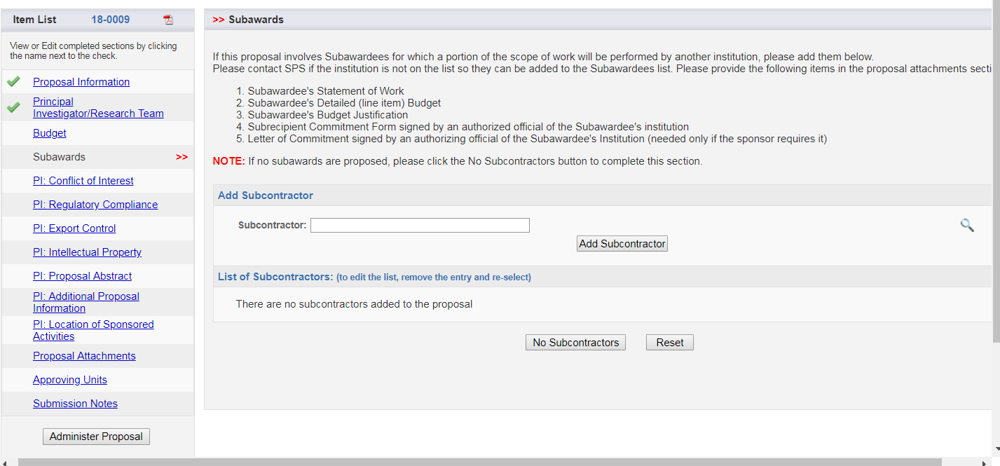 Item List 18-0009
View or Edit completed sections by clicking
the name next to the check.
Proposal Information
Principal
Investigator/Research Team
Budget
Subawards >>
PI: Conflict of Interest
PI: Regulatory Compliance
PI: Export Control
PI: Intellectual Property
PI: Proposal Abstract
PI: Additional Proposal
Information
PI: Location of Sponsored
Activities
Proposal Attachments
Approving Units
Submission Notes
Administer Proposal
>> Subawards
If this proposal involves Subawardees for which a portion of the scope of work will be performed by another institution, please add them below.
Please contact SPS if the institution is not on the list so they can be added to the Subawardees list. Please provide the following items in the proposal attachments secti
1. Subawardee's Statement of Work
2. Subawardee's Detailed (line item) Budget
3. Subawardee's Budget Justification
4. Subrecipient Commitment Form signed by an authorized official of the Subawardee's institution
5. Letter of Commitment signed by an authorizing official of the Subawardee's Institution (needed only if the sponsor requires it)
NOTE: If no subawards are proposed, please click the No Subcontractors button to complete this section.
Add Subcontractor
Subcontractor:
Add Subcontractor
List of Subcontractors: (to edit the list, remove the entry and re-select)
There are no subcontractors added to the proposal
No Subcontractors Reset